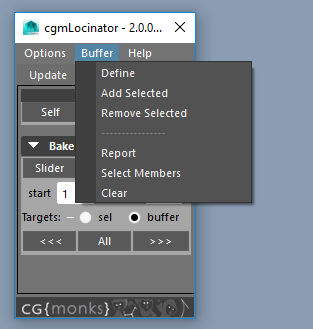 cgmLocinator - 2.0.0...
Options Buffer Help
Update
Define
Add Selected
Remove Selected
----------------
Self
Report
Bake
Select Members
Slider
Clear
start 1
Targets: -- sel buffer
<<< All >>>
CG{monks}